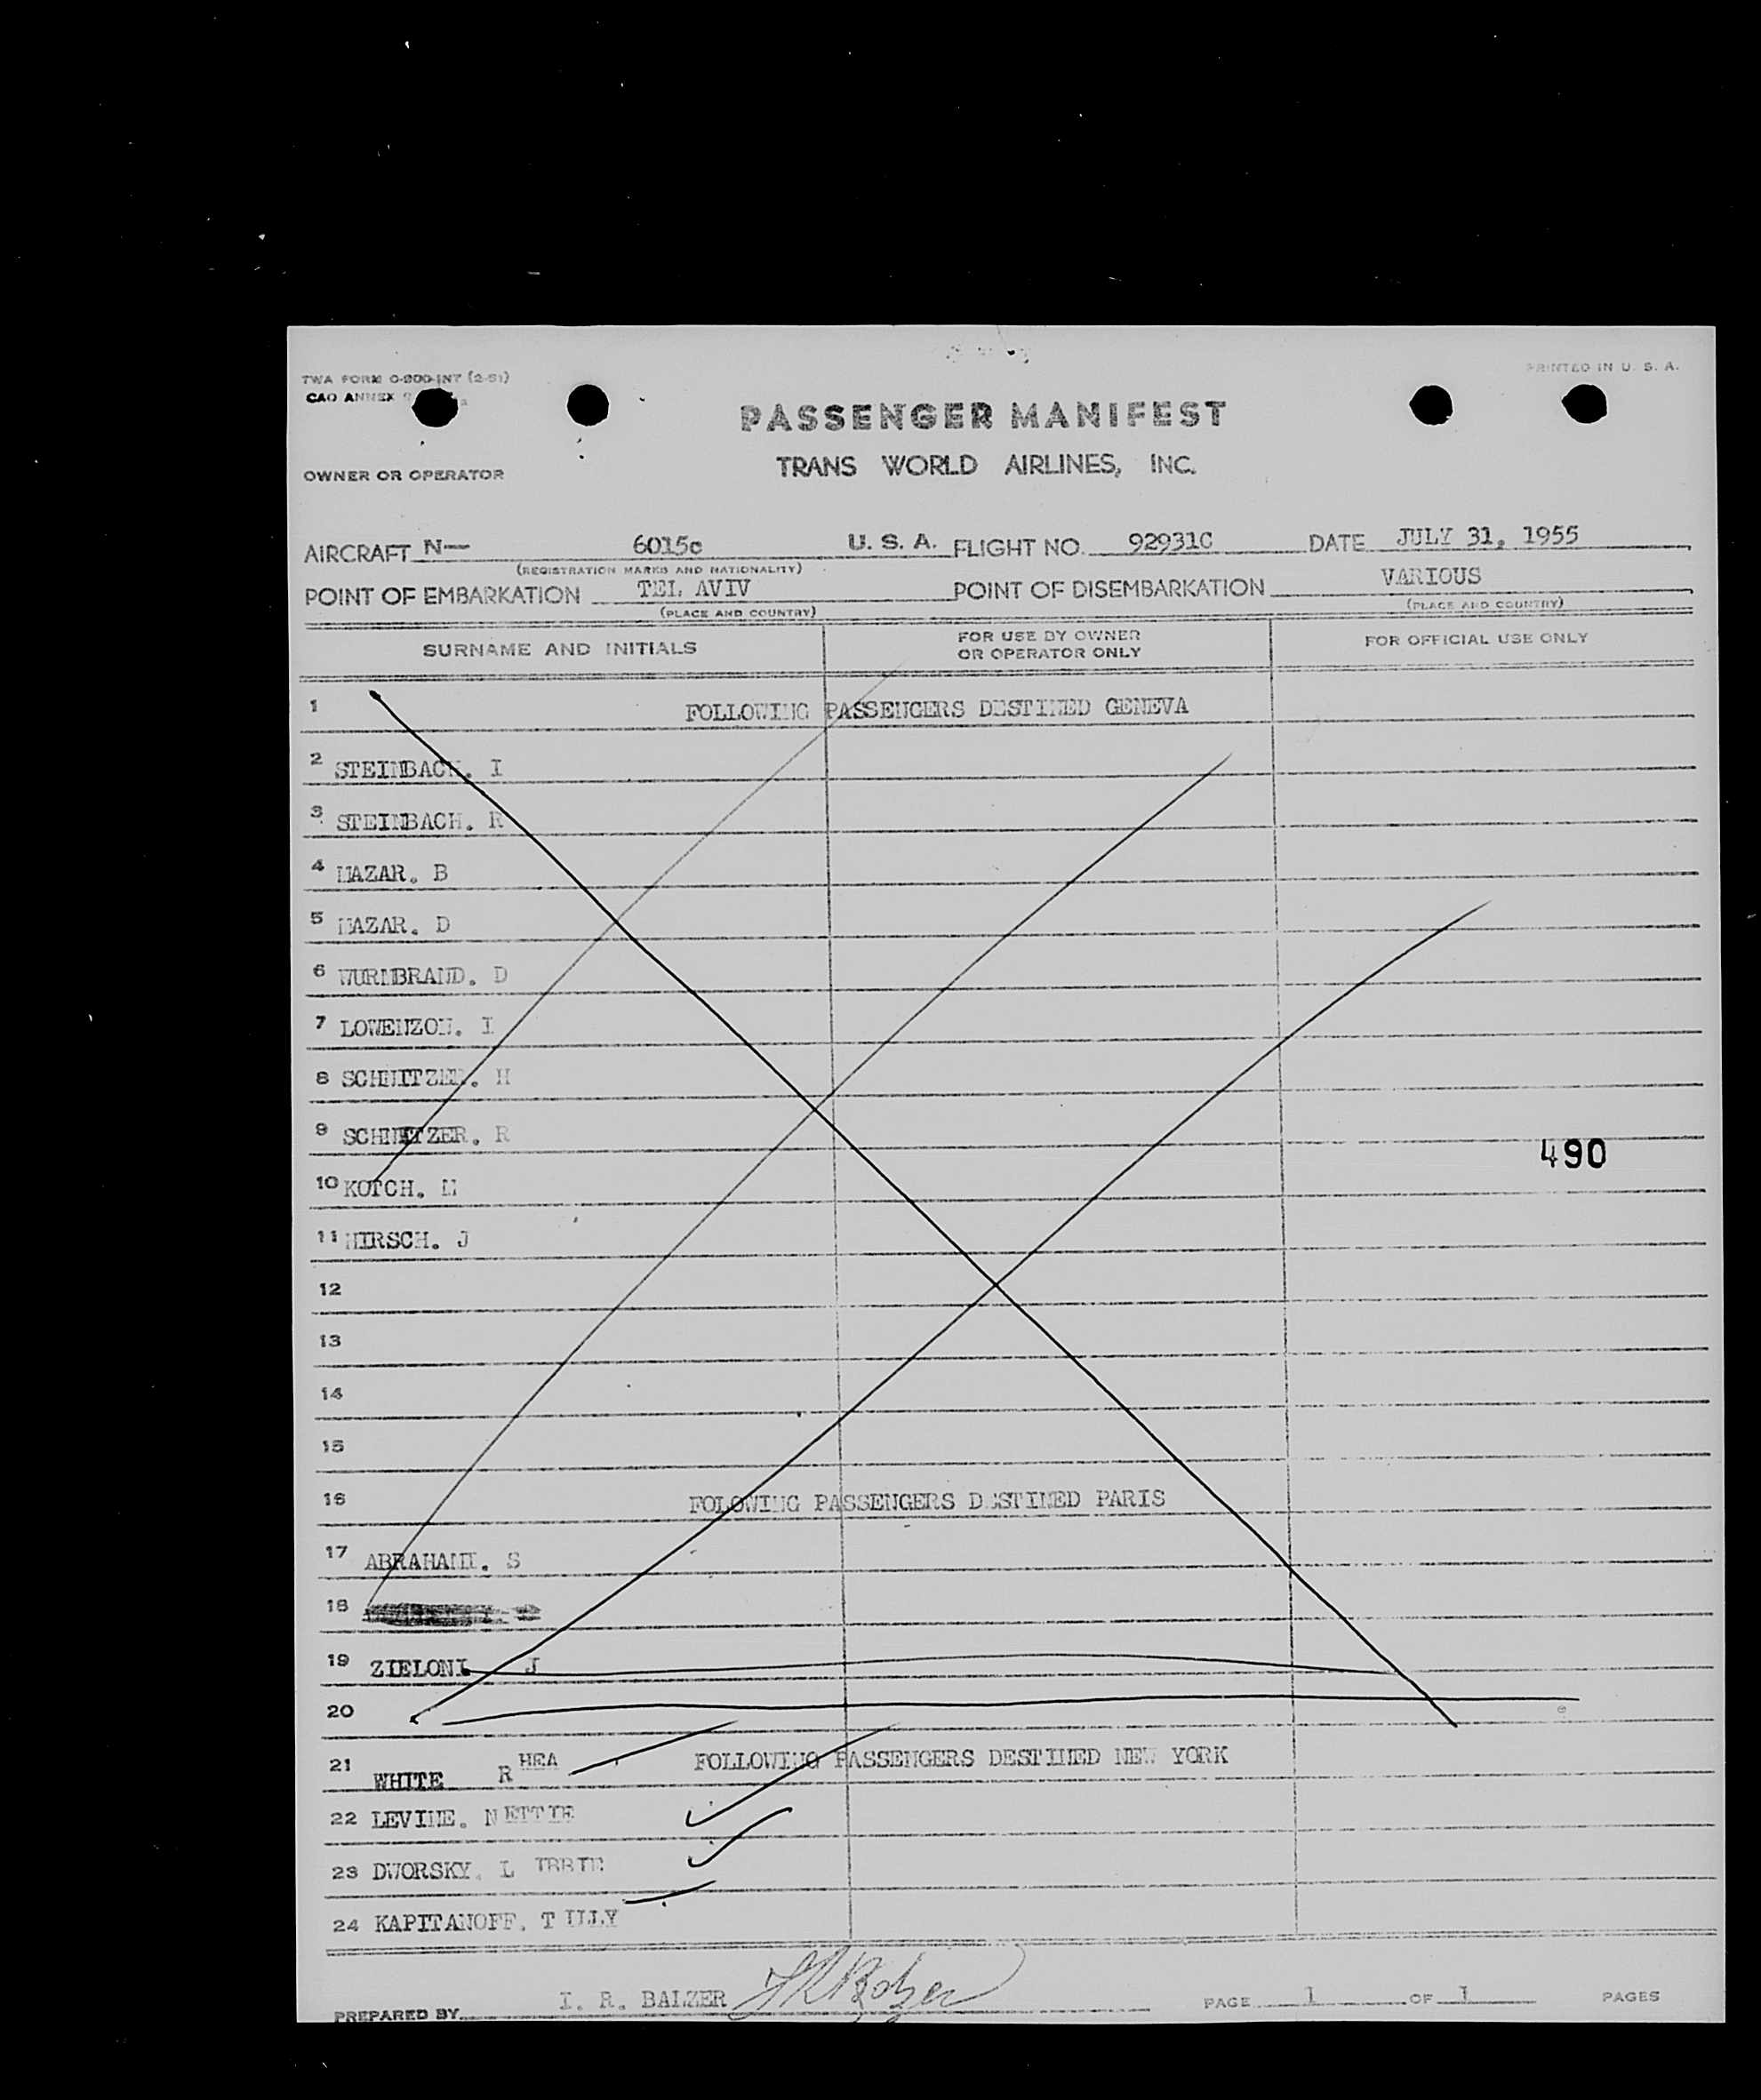 TWA FORM O-800-INT (2-51)
PRINTED IN U. S. A.
CAO ANNEX
PASSENGER MANIFEST
OWNER OR OPERATOR
TRANS WORLD AIRLINES, INC.
AIRCRAFT N— 6015c U. S. A. FLIGHT NO. 92931C DATE JULY 31, 1955
(REGISTRATION MARKS AND NATIONALITY)
POINT OF EMBARKATION TEL AVIV POINT OF DISEMBARKATION VARIOUS
(PLACE AND COUNTRY) (PLACE AND COUNTRY)
SURNAME AND INITIALS FOR USE BY OWNER OR OPERATOR ONLY FOR OFFICIAL USE ONLY
1 FOLLOWING PASSENGERS DESTINED GENEVA
2 STEINBACH. I
3 STEINBACH. R
4 MAZAR. B
5 MAZAR. D
6 WURMBRAND. D
7 LOWENZON. I
8 SCHNITZER. H
9 SCHNITZER. R
490
10 KOTCH. M
11 HIRSCH. J
12
13
14
15
16 FOLOWING PASSENGERS DESTINED PARIS
17 ABRAHAMI. S
18
19 ZIELONI J
20
21 WHITE RHEA FOLLOWING PASSENGERS DESTINED NEW YORK
22 LEVINE. NETTIE
23 DWORSKY. L IBBIE
24 KAPITANOFF. TILLY
PREPARED BY I. R. BALZER IRBalzer PAGE 1 OF 1 PAGES